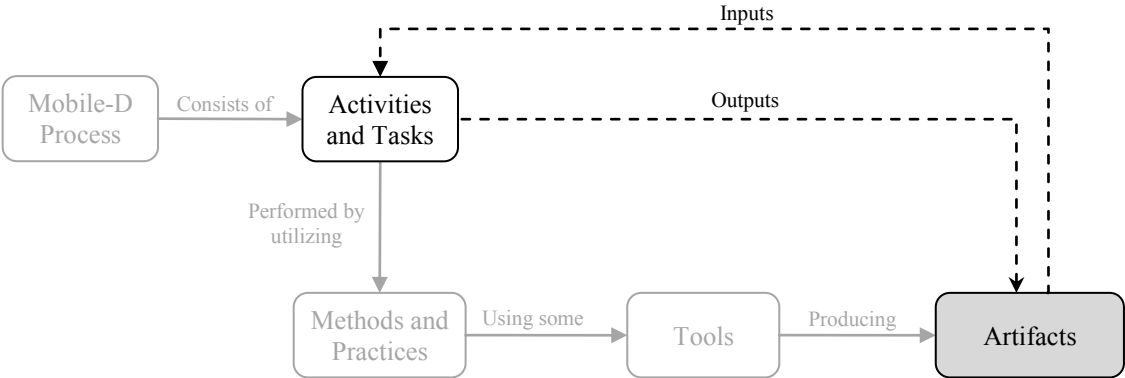 Inputs
Mobile-D
Process
Consists of
Activities
and Tasks
Outputs
Performed by
utilizing
Methods and
Practices
Using some
Tools
Producing
Artifacts